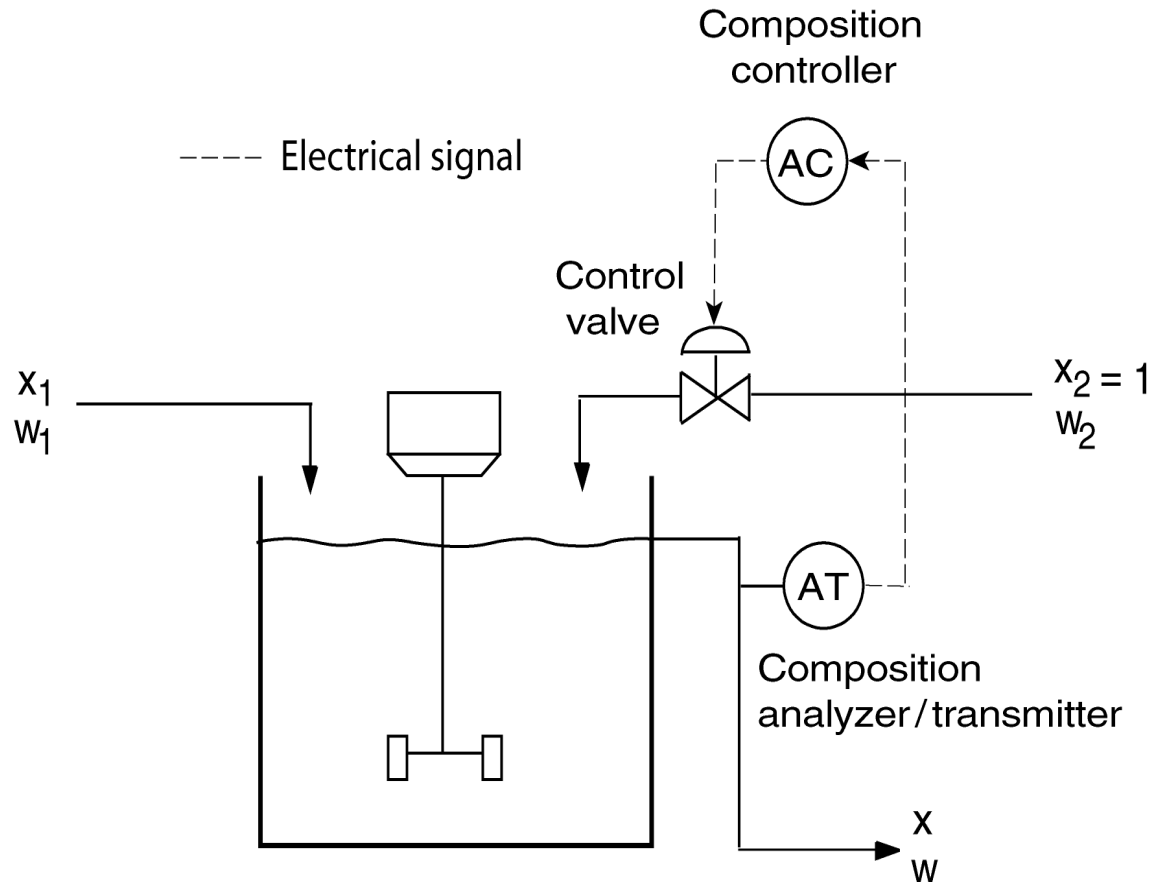 Composition
controller
---- Electrical signal
AC
Control
valve
x₁
w₁
x₂ = 1
w₂
AT
Composition
analyzer/transmitter
x
w